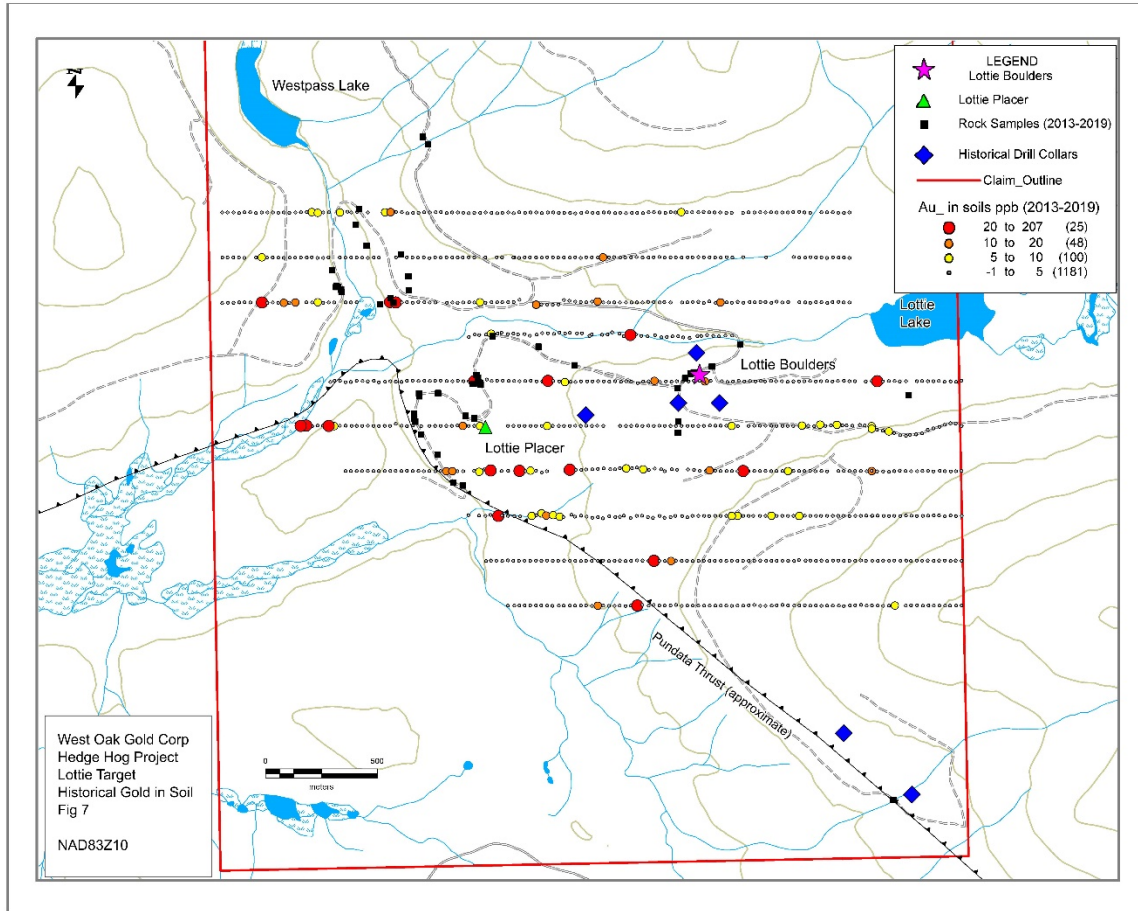 N
Westpass Lake
LEGEND
Lottie Boulders
Lottie Placer
Rock Samples (2013-2019)
Historical Drill Collars
Claim_Outline
Au_ in soils ppb (2013-2019)
20 to 207 (25)
10 to 20 (48)
5 to 10 (100)
-1 to 5 (1181)
Lottie
Lake
Lottie Boulders
Lottie Placer
Pundata Thrust (approximate)
West Oak Gold Corp
Hedge Hog Project
Lottie Target
Historical Gold in Soil
Fig 7
NAD83Z10
0 500
meters